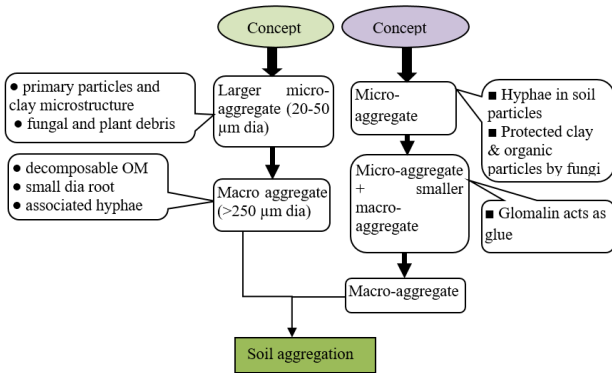 Concept
Concept
● primary particles and
clay microstructure
● fungal and plant debris
Larger micro-
aggregate (20-50
µm dia)
Micro-
aggregate
■ Hyphae in soil
particles
■ Protected clay
& organic
particles by fungi
● decomposable OM
● small dia root
● associated hyphae
Macro aggregate
(>250 µm dia)
Micro-aggregate
+ smaller
macro-
aggregate
■ Glomalin acts as
glue
Macro-aggregate
Soil aggregation